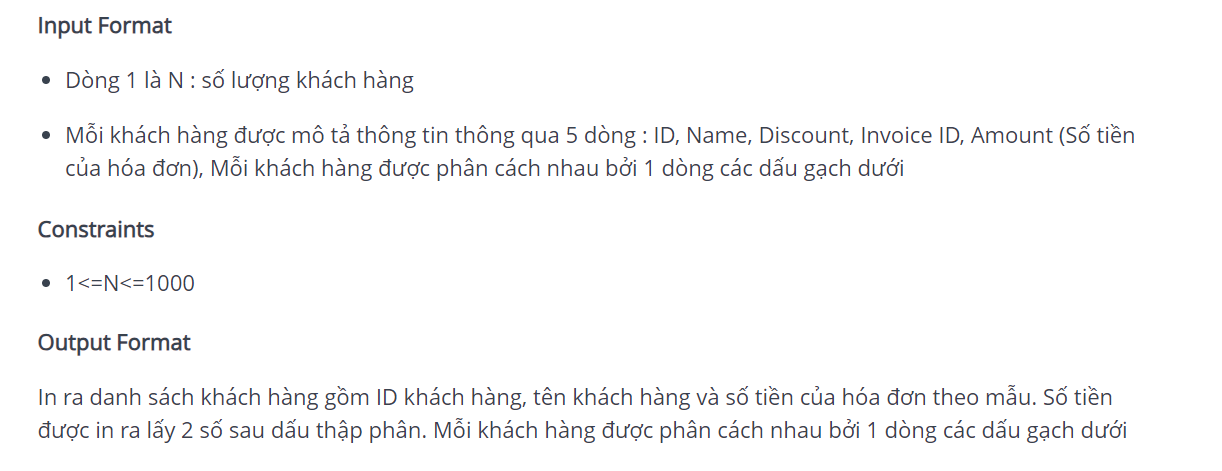 Input Format
• Dòng 1 là N : số lượng khách hàng
• Mỗi khách hàng được mô tả thông tin thông qua 5 dòng : ID, Name, Discount, Invoice ID, Amount (Số tiền
của hóa đơn), Mỗi khách hàng được phân cách nhau bởi 1 dòng các dấu gạch dưới
Constraints
• 1<=N<=1000
Output Format
In ra danh sách khách hàng gồm ID khách hàng, tên khách hàng và số tiền của hóa đơn theo mẫu. Số tiền
được in ra lấy 2 số sau dấu thập phân. Mỗi khách hàng được phân cách nhau bởi 1 dòng các dấu gạch dưới